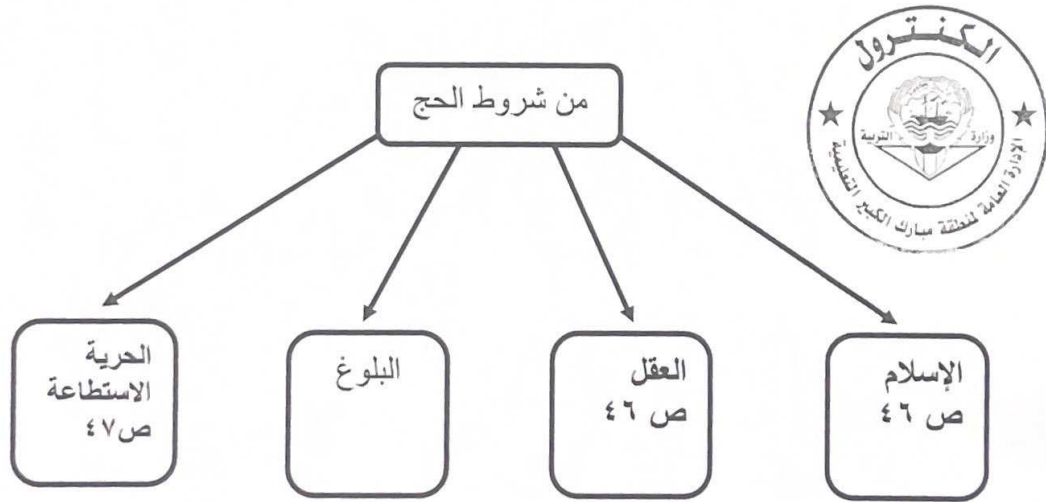 الكنترول
وزارة التربية
الإدارة العامة لمنطقة مبارك الكبير التعليمية
من شروط الحج
الإسلام
ص ٤٦
العقل
ص ٤٦
البلوغ
الحرية
الاستطاعة
ص٤٧